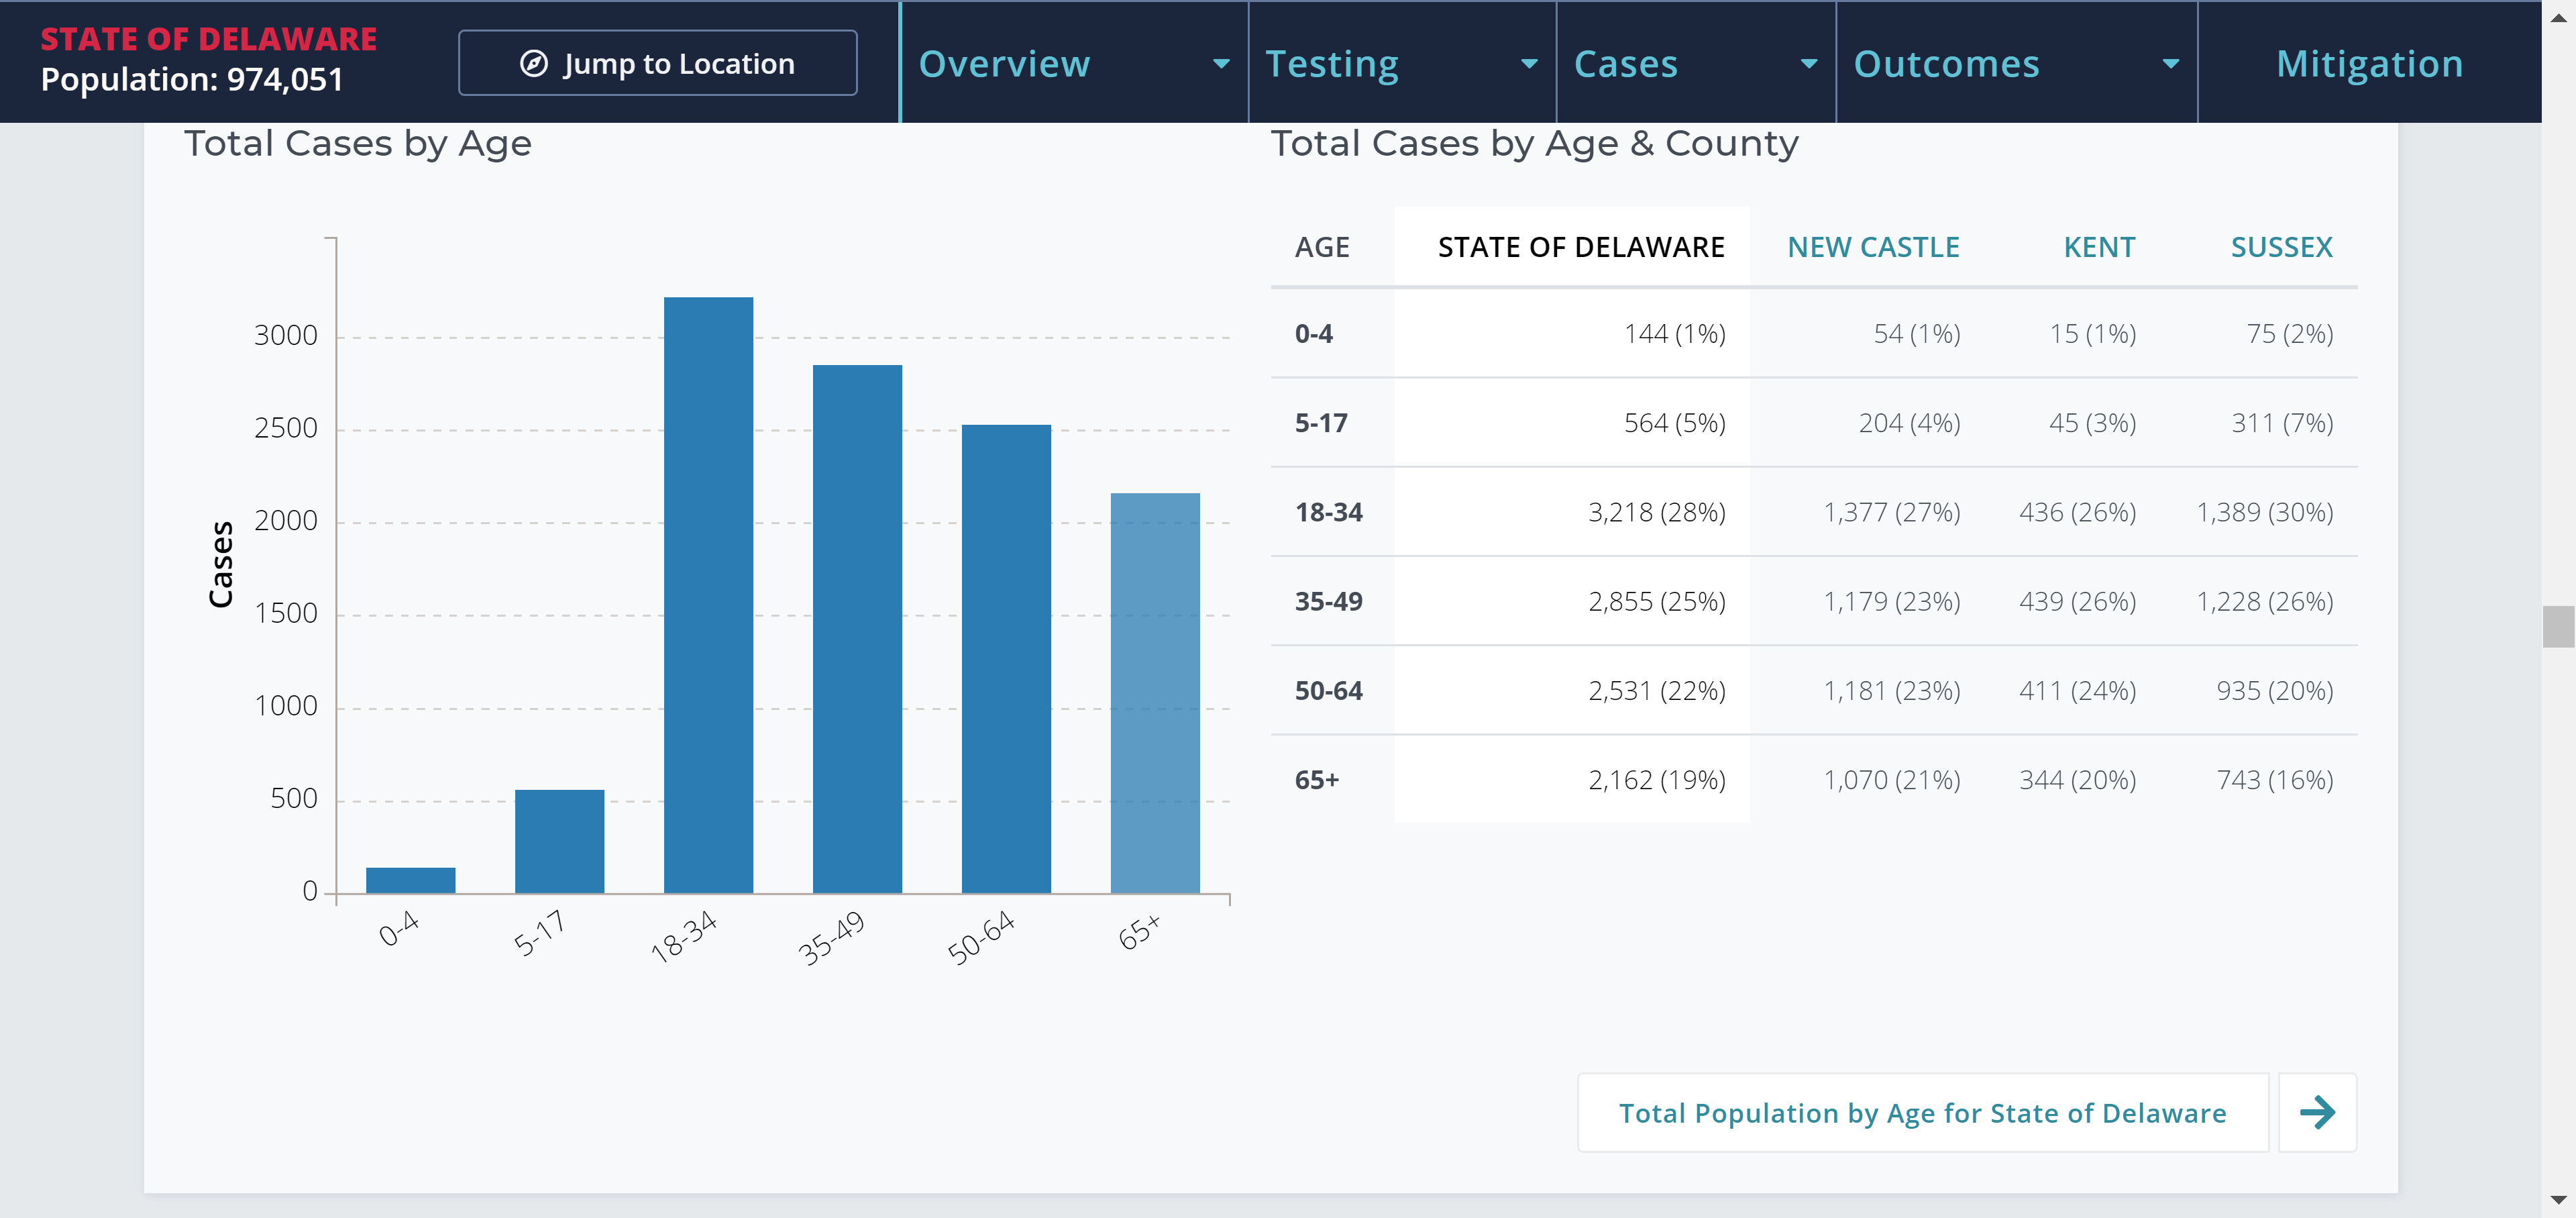 STATE OF DELAWARE
Population: 974,051
Jump to Location
Overview
Testing
Cases
Outcomes
Mitigation
Total Cases by Age
Cases
3000
2500
2000
1500
1000
500
0
0-4
5-17
18-34
35-49
50-64
65+
Total Cases by Age & County
AGE STATE OF DELAWARE NEW CASTLE KENT SUSSEX
0-4 144 (1%) 54 (1%) 15 (1%) 75 (2%)
5-17 564 (5%) 204 (4%) 45 (3%) 311 (7%)
18-34 3,218 (28%) 1,377 (27%) 436 (26%) 1,389 (30%)
35-49 2,855 (25%) 1,179 (23%) 439 (26%) 1,228 (26%)
50-64 2,531 (22%) 1,181 (23%) 411 (24%) 935 (20%)
65+ 2,162 (19%) 1,070 (21%) 344 (20%) 743 (16%)
Total Population by Age for State of Delaware